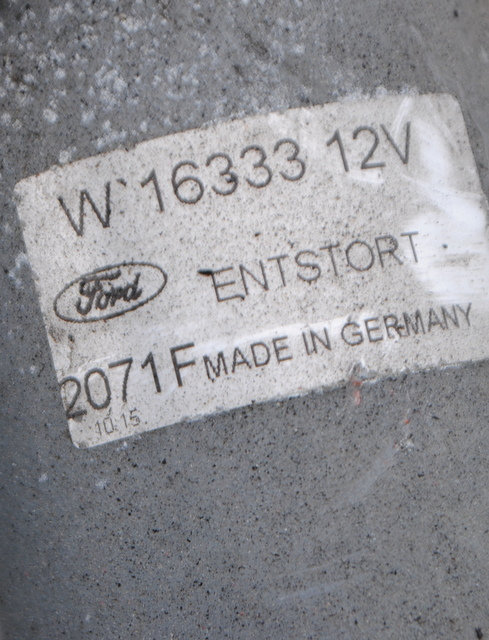 W 16333 12V
Ford ENTSTORT
2071F MADE IN GERMANY
10 15